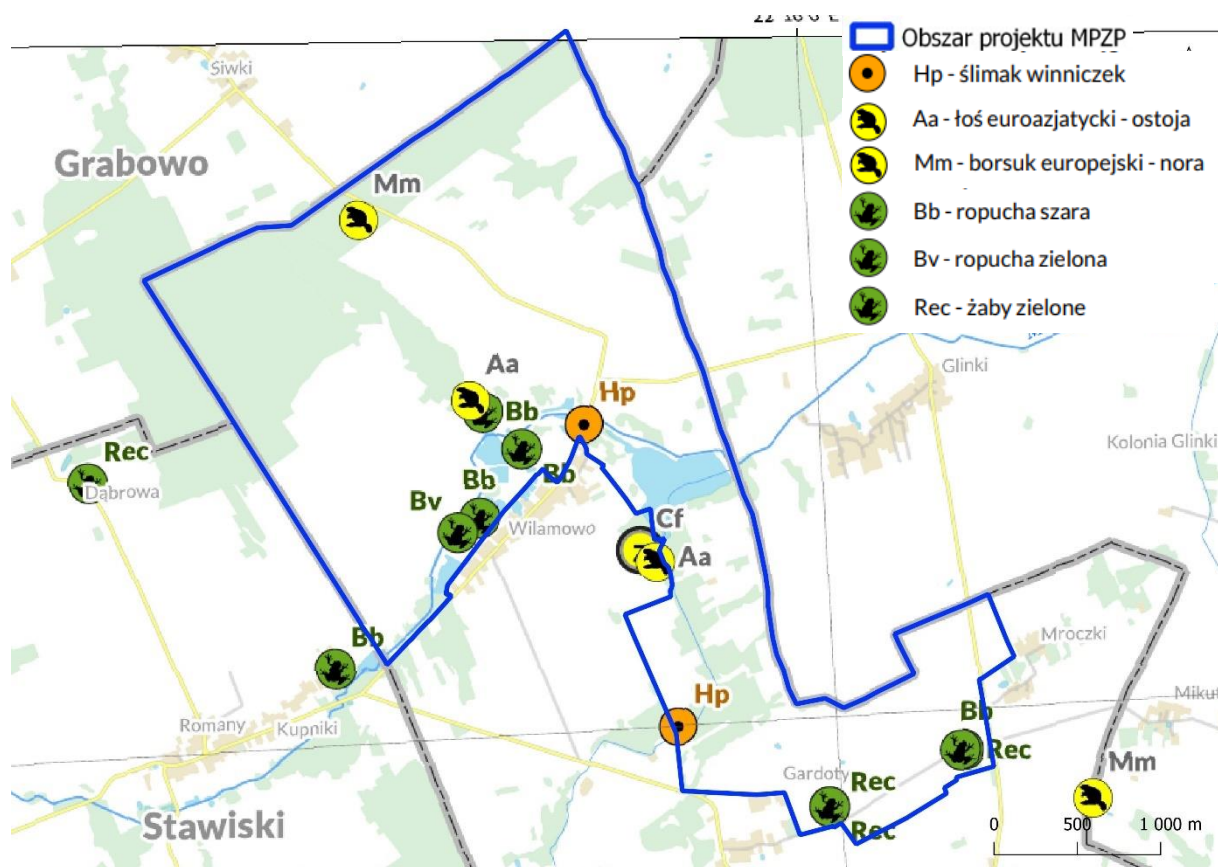 Obszar projektu MPZP
Hp - ślimak winniczek
Aa - łoś euroazjatycki - ostoja
Mm - borsuk europejski - nora
Bb - ropucha szara
Bv - ropucha zielona
Rec - żaby zielone
Siwki
Grabowo
Mm
Glinki
Aa
Hp
Bb
Kolonia Glinki
Rec
Dąbrowa
Bb
Bb
Bv
Wilamowo
Cf
Aa
Bb
Mroczki
Hp
Romany
Kupniki
Bb
Rec
Mm
Gardoty
Rec
Rec
Stawiski
0 500 1 000 m